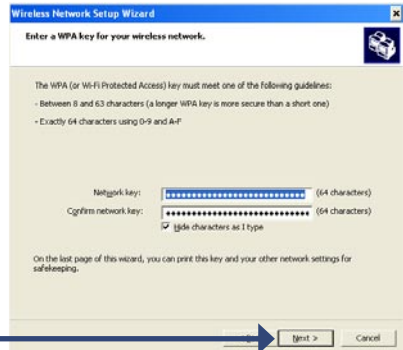 Wireless Network Setup Wizard
Enter a WPA key for your wireless network.
The WPA (or Wi-Fi Protected Access) key must meet one of the following guidelines:
- Between 8 and 63 characters (a longer WPA key is more secure than a short one)
- Exactly 64 characters using 0-9 and A-F
Network key: (64 characters)
Confirm network key: (64 characters)
Hide characters as I type
On the last page of this wizard, you can print this key and your other network settings for
safekeeping.
Next > Cancel